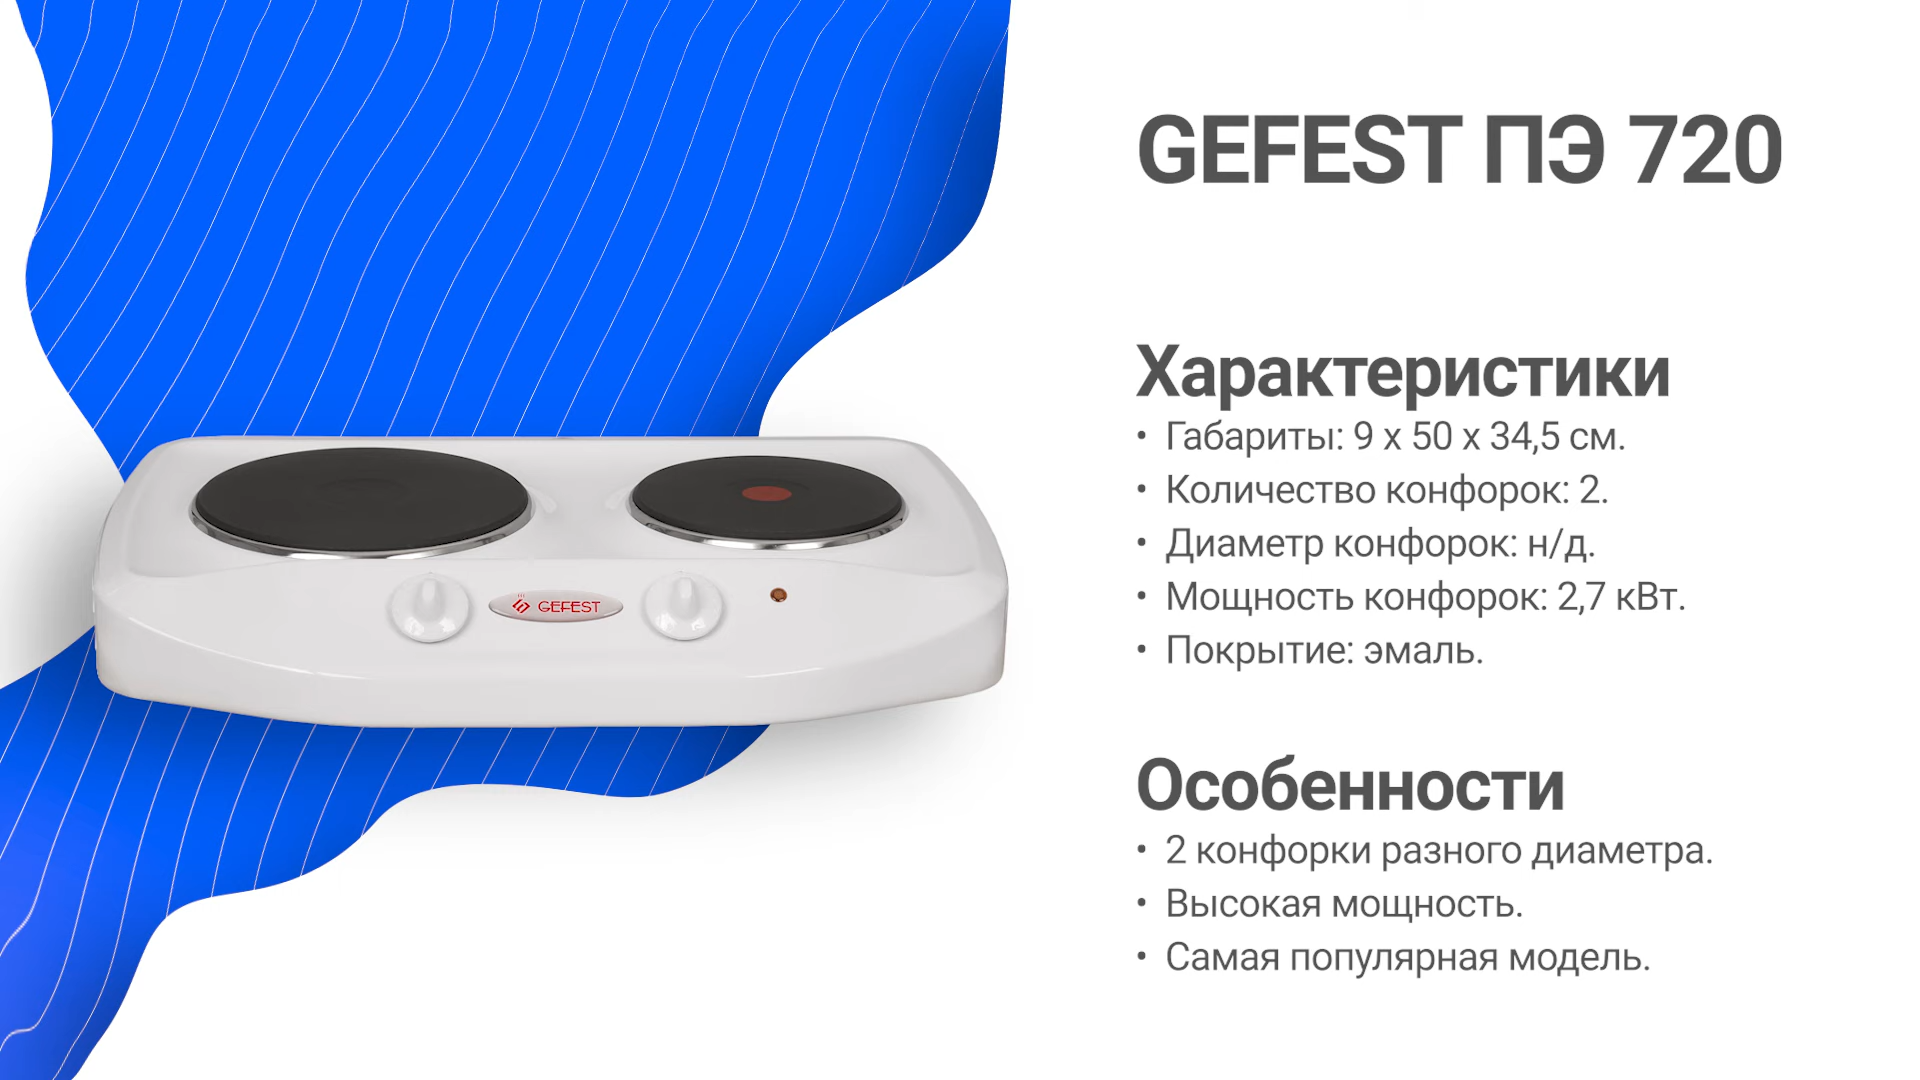 GEFEST ПЭ 720
Характеристики
• Габариты: 9 х 50 х 34,5 см.
• Количество конфорок: 2.
• Диаметр конфорок: н/д.
• Мощность конфорок: 2,7 кВт.
• Покрытие: эмаль.
GEFEST
Особенности
• 2 конфорки разного диаметра.
• Высокая мощность.
• Самая популярная модель.